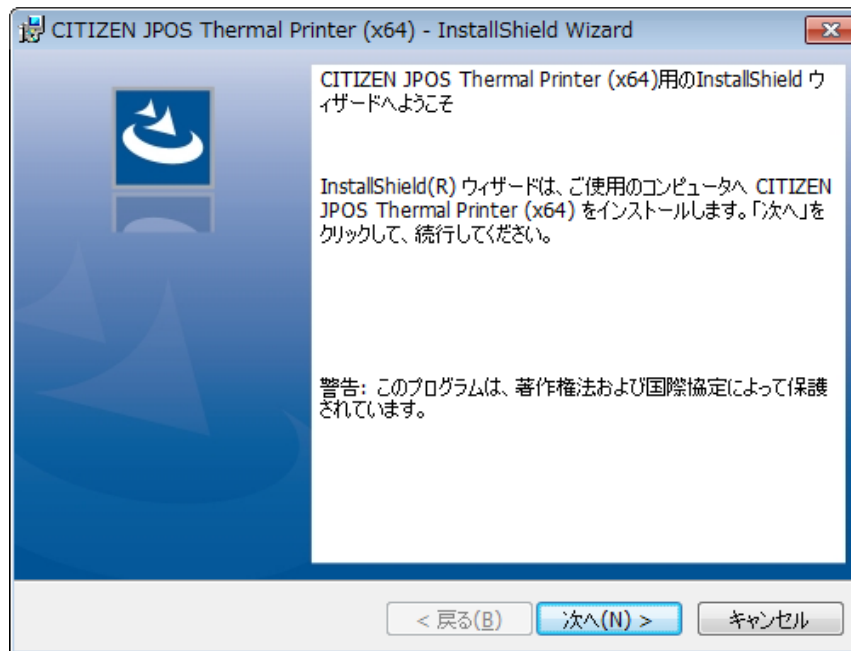 CITIZEN JPOS Thermal Printer (x64) - InstallShield Wizard
CITIZEN JPOS Thermal Printer (x64)用のInstallShield ウ
ィザードへようこそ
InstallShield(R) ウィザードは、ご使用のコンピュータへ CITIZEN
JPOS Thermal Printer (x64) をインストールします。「次へ」を
クリックして、続行してください。
警告: このプログラムは、著作権法および国際協定によって保護
されています。
< 戻る(B)
次へ(N) >
キャンセル